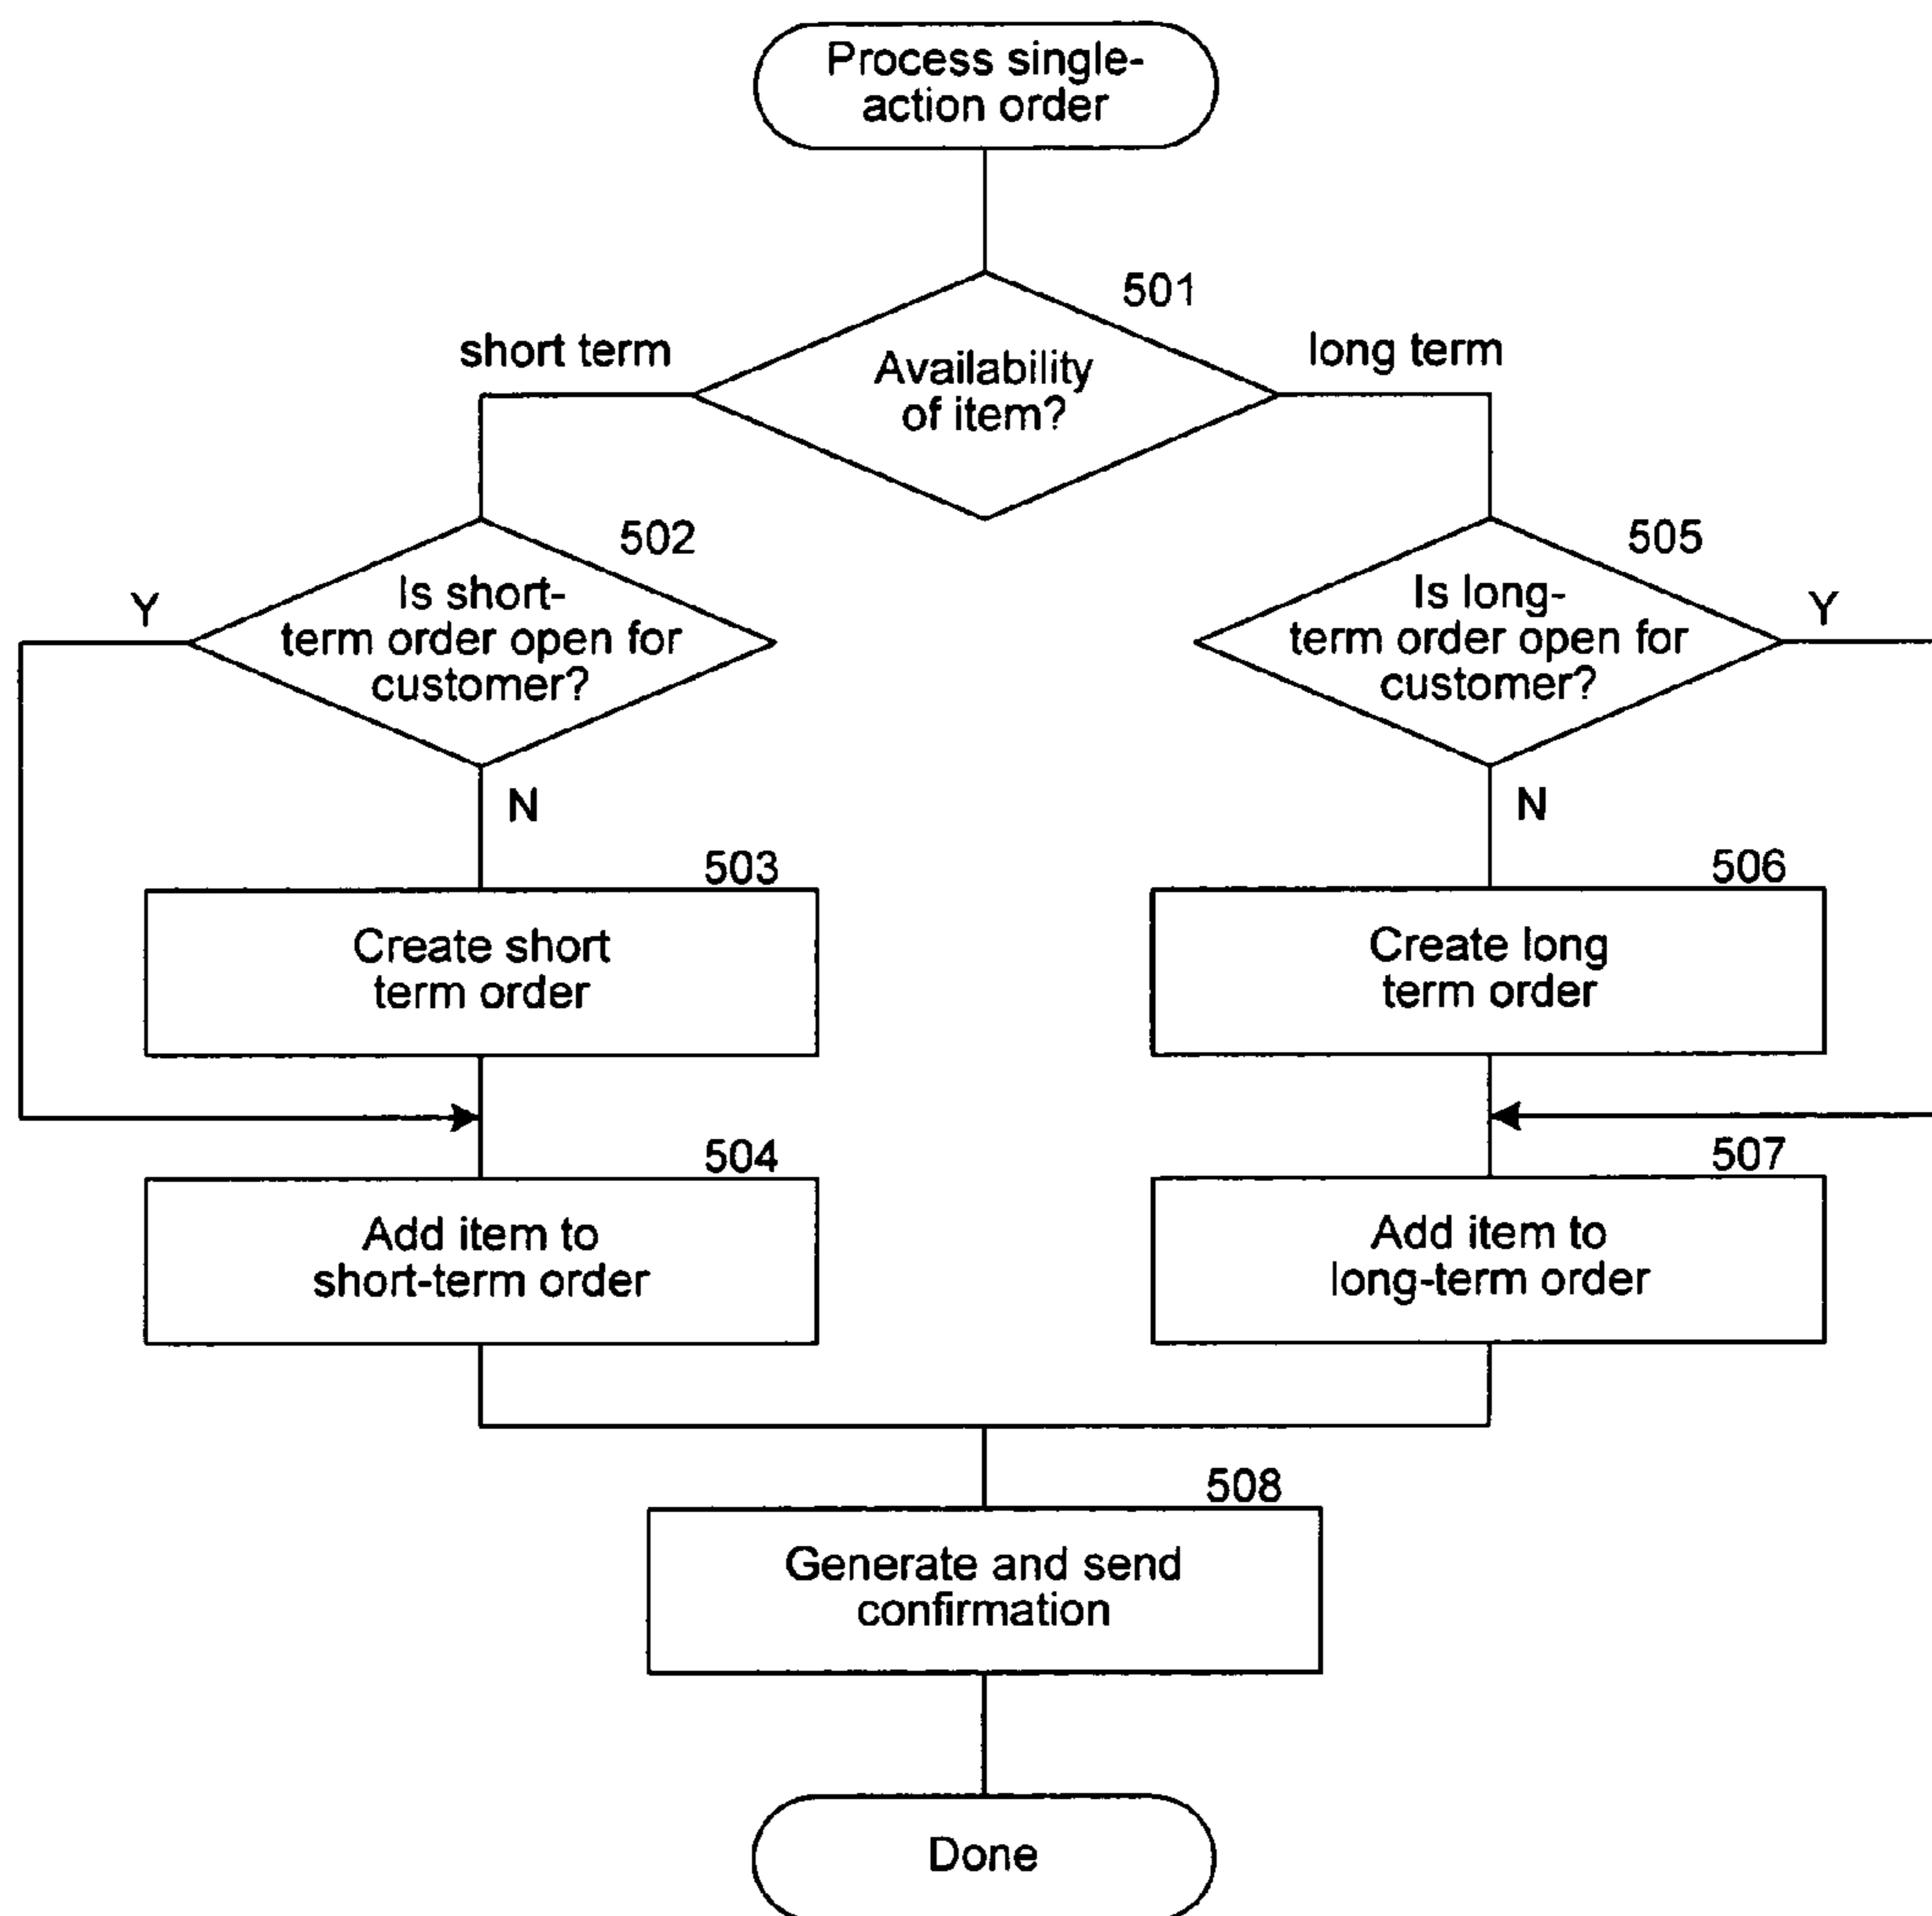 Process single-
action order
501
short term
long term
Availability
of item?
502
505
Y
Is short-
term order open for
customer?
Is long-
term order open for
customer?
Y
N
N
503
506
Create short
term order
Create long
term order
504
507
Add item to
short-term order
Add item to
long-term order
508
Generate and send
confirmation
Done